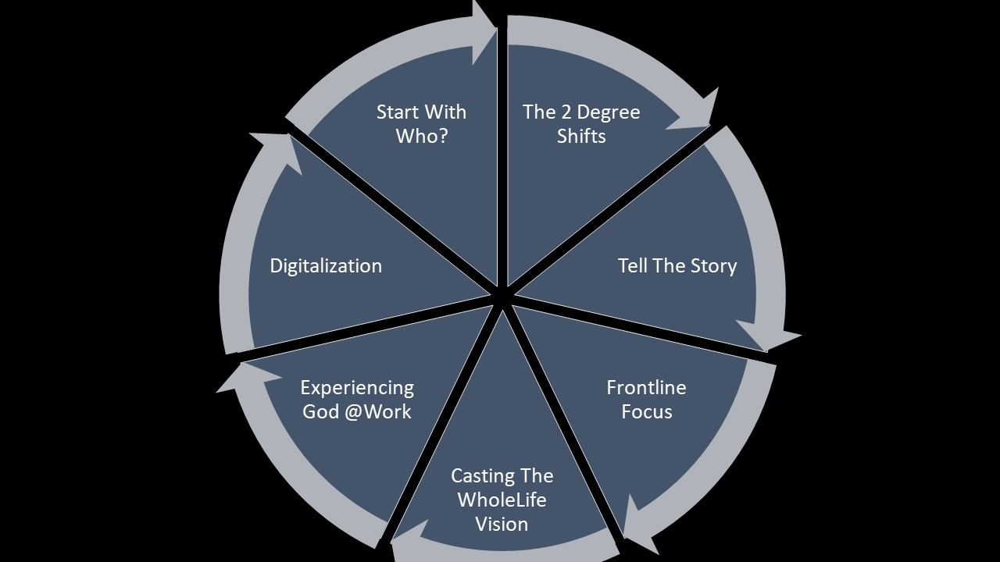 Start With
Who?
The 2 Degree
Shifts
Digitalization
Tell The Story
Experiencing
God @Work
Frontline
Focus
Casting The
WholeLife
Vision